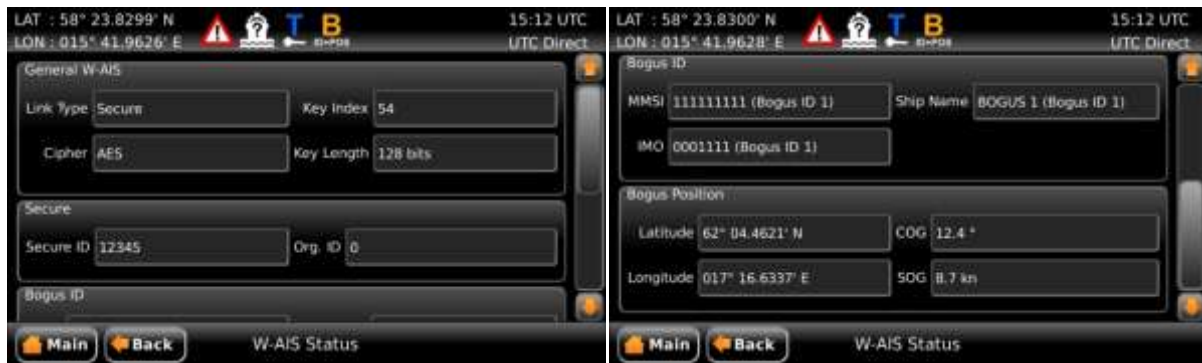 LAT : 58° 23.8299' N
LON : 015° 41.9626' E
T B
ID+POS
15:12 UTC
UTC Direct
General W-AIS
Link Type Secure Key Index 54
Cipher AES Key Length 128 bits
Secure
Secure ID 12345 Org. ID 0
Bogus ID
Main Back W-AIS Status
LAT : 58° 23.8300' N
LON : 015° 41.9628' E
T B
ID+POS
15:12 UTC
UTC Direct
Bogus ID
MMSI 111111111 (Bogus ID 1) Ship Name BOGUS 1 (Bogus ID 1)
IMO 0001111 (Bogus ID 1)
Bogus Position
Latitude 62° 04.4621' N COG 12.4 °
Longitude 017° 16.6337' E SOG 8.7 kn
Main Back W-AIS Status